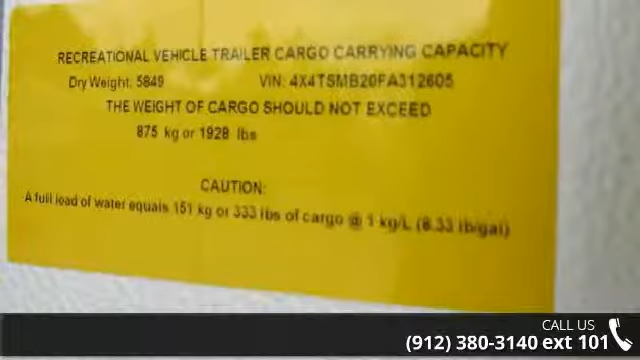 RECREATIONAL VEHICLE TRAILER CARGO CARRYING CAPACITY
Dry Weight: 5849 VIN: 4X4TSMB20FA312605
THE WEIGHT OF CARGO SHOULD NOT EXCEED
875 kg or 1928 lbs
CAUTION:
A full load of water equals 151 kg or 333 lbs of cargo @ 1 kg/L (8.33 lb/gal)
CALL US
(912) 380-3140 ext 101